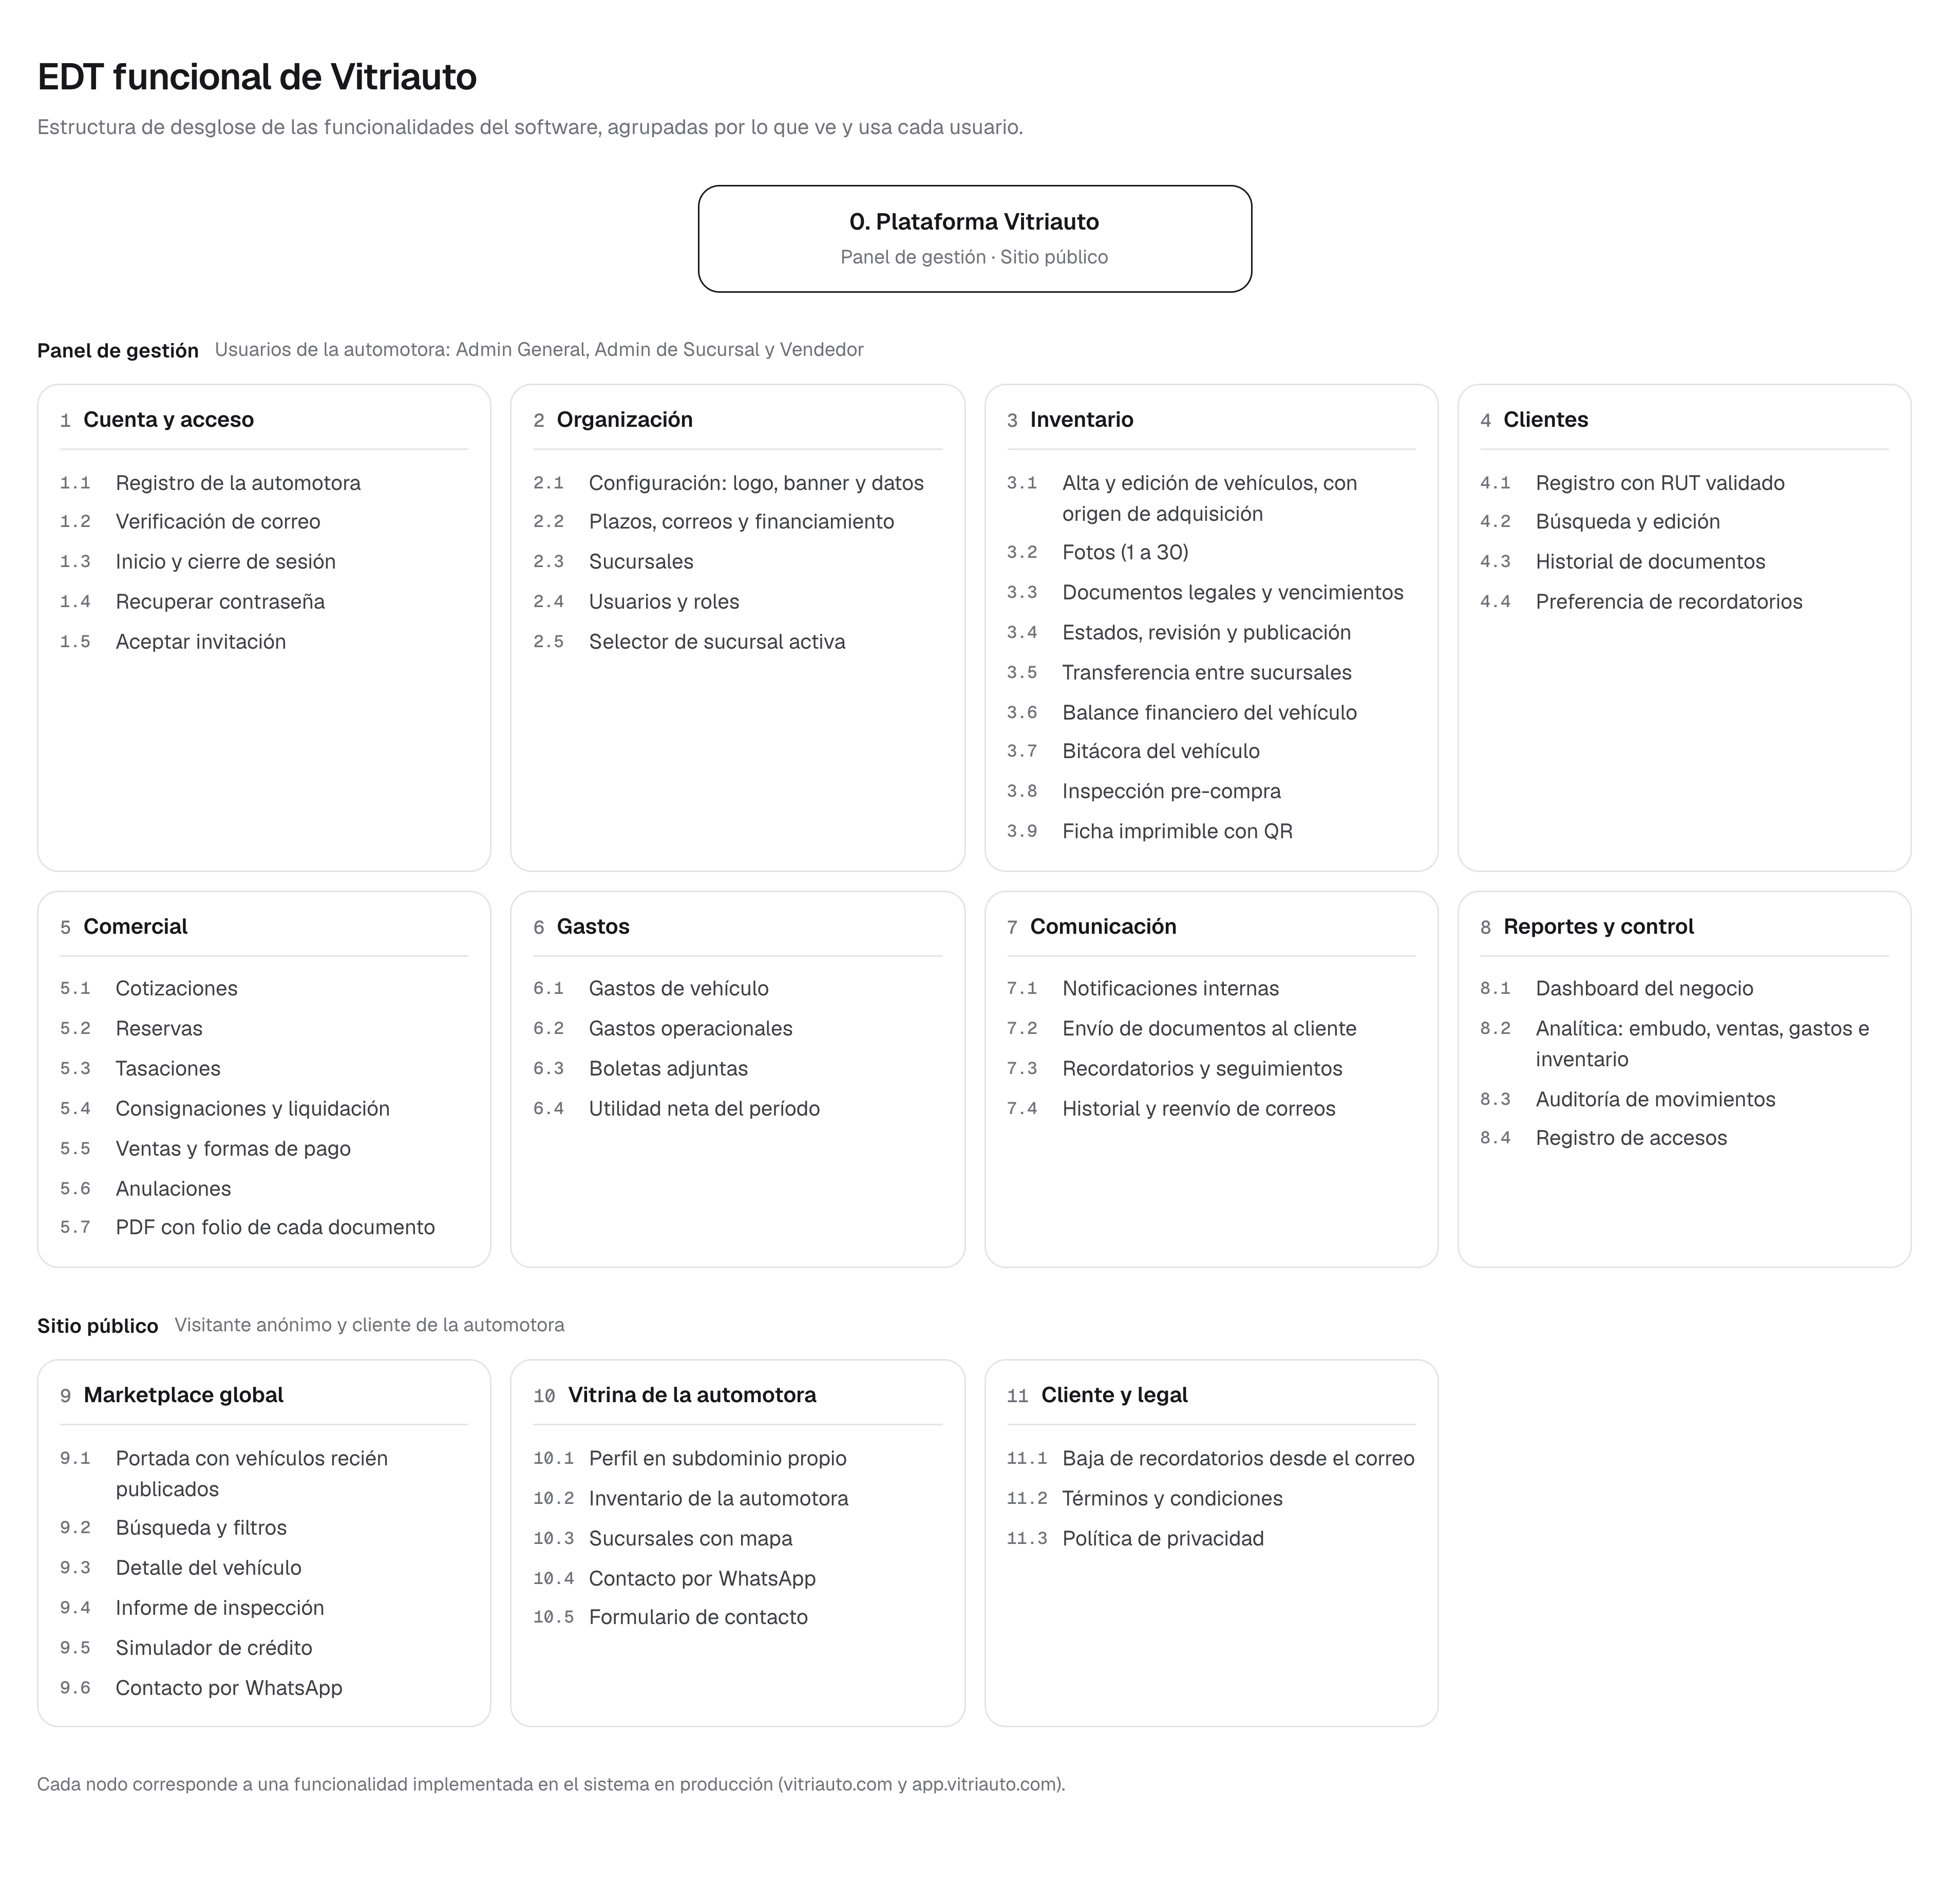 EDT funcional de Vitriauto
Estructura de desglose de las funcionalidades del software, agrupadas por lo que ve y usa cada usuario.
0. Plataforma Vitriauto
Panel de gestión · Sitio público
Panel de gestión Usuarios de la automotora: Admin General, Admin de Sucursal y Vendedor
1 Cuenta y acceso
1.1 Registro de la automotora
1.2 Verificación de correo
1.3 Inicio y cierre de sesión
1.4 Recuperar contraseña
1.5 Aceptar invitación
2 Organización
2.1 Configuración: logo, banner y datos
2.2 Plazos, correos y financiamiento
2.3 Sucursales
2.4 Usuarios y roles
2.5 Selector de sucursal activa
3 Inventario
3.1 Alta y edición de vehículos, con
origen de adquisición
3.2 Fotos (1 a 30)
3.3 Documentos legales y vencimientos
3.4 Estados, revisión y publicación
3.5 Transferencia entre sucursales
3.6 Balance financiero del vehículo
3.7 Bitácora del vehículo
3.8 Inspección pre-compra
3.9 Ficha imprimible con QR
4 Clientes
4.1 Registro con RUT validado
4.2 Búsqueda y edición
4.3 Historial de documentos
4.4 Preferencia de recordatorios
5 Comercial
5.1 Cotizaciones
5.2 Reservas
5.3 Tasaciones
5.4 Consignaciones y liquidación
5.5 Ventas y formas de pago
5.6 Anulaciones
5.7 PDF con folio de cada documento
6 Gastos
6.1 Gastos de vehículo
6.2 Gastos operacionales
6.3 Boletas adjuntas
6.4 Utilidad neta del período
7 Comunicación
7.1 Notificaciones internas
7.2 Envío de documentos al cliente
7.3 Recordatorios y seguimientos
7.4 Historial y reenvío de correos
8 Reportes y control
8.1 Dashboard del negocio
8.2 Analítica: embudo, ventas, gastos e
inventario
8.3 Auditoría de movimientos
8.4 Registro de accesos
Sitio público Visitante anónimo y cliente de la automotora
9 Marketplace global
9.1 Portada con vehículos recién
publicados
9.2 Búsqueda y filtros
9.3 Detalle del vehículo
9.4 Informe de inspección
9.5 Simulador de crédito
9.6 Contacto por WhatsApp
10 Vitrina de la automotora
10.1 Perfil en subdominio propio
10.2 Inventario de la automotora
10.3 Sucursales con mapa
10.4 Contacto por WhatsApp
10.5 Formulario de contacto
11 Cliente y legal
11.1 Baja de recordatorios desde el correo
11.2 Términos y condiciones
11.3 Política de privacidad
Cada nodo corresponde a una funcionalidad implementada en el sistema en producción (vitriauto.com y app.vitriauto.com).